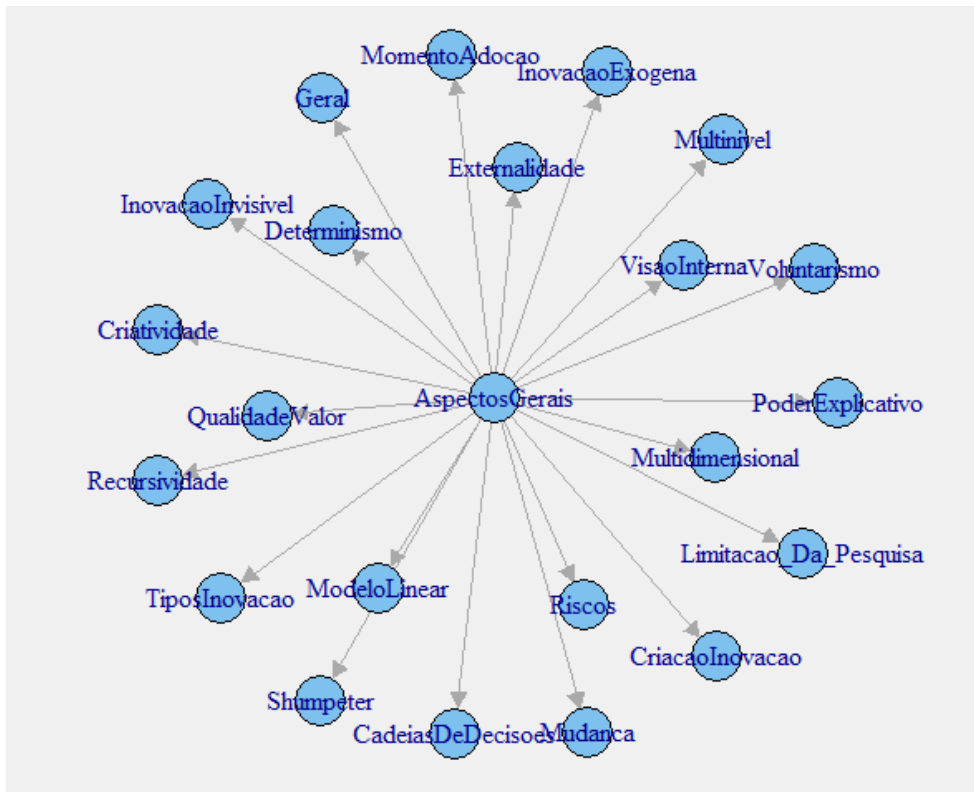 MomentoAdocao
InovacaoExogena
Geral
Multinivel
Externalidade
InovacaoInvisivel
Determinismo
VisaoInterna
Voluntarismo
Criatividade
AspectosGerais
PoderExplicativo
QualidadeValor
Multidimensional
Recursividade
Limitacao_Da_Pesquisa
ModeloLinear
TiposInovacao
Riscos
CriacaoInovacao
Shumpeter
CadeiasDeDecisoes
Mudanca